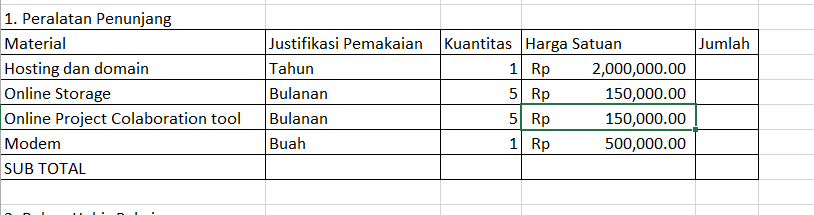 1. Peralatan Penunjang
Material Justifikasi Pemakaian Kuantitas Harga Satuan Jumlah
Hosting dan domain Tahun 1 Rp 2,000,000.00
Online Storage Bulanan 5 Rp 150,000.00
Online Project Colaboration tool Bulanan 5 Rp 150,000.00
Modem Buah 1 Rp 500,000.00
SUB TOTAL